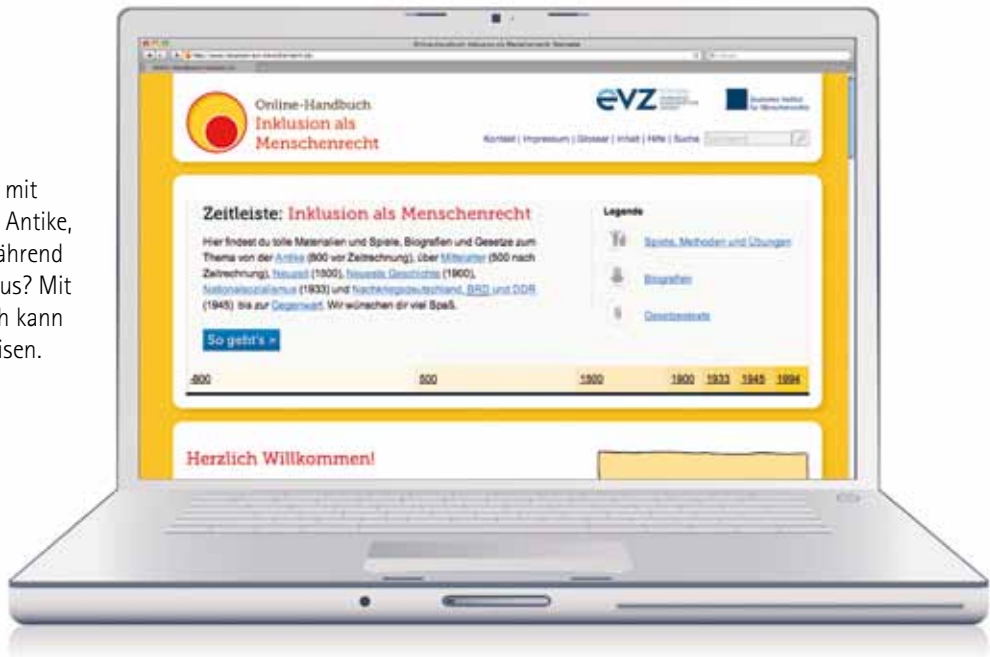 mit
Antike,
ährend
us? Mit
h kann
isen.
Online-Handbuch
Inklusion als
Menschenrecht
eVZ
Deutsches Institut
für Menschenrechte
Kontakt | Impressum | Glossar | Inhalt | Hilfe | Suche
Zeitleiste: Inklusion als Menschenrecht
Hier findest du tolle Materialien und Spiele, Biografien und Gesetze zum
Thema von der Antike (800 vor Zeitrechnung), über Mittelalter (500 nach
Zeitrechnung), Neuzeit (1500), Neueste Geschichte (1900),
Nationalsozialismus (1933) und Nachkriegsdeutschland, BRD und DDR
(1945) bis zur Gegenwart. Wir wünschen dir viel Spaß.
So geht's »
Legende
Spiele, Methoden und Übungen
Biografien
§
Gesetzestexte
-800 500 1500 1900 1933 1945 1994
Herzlich Willkommen!